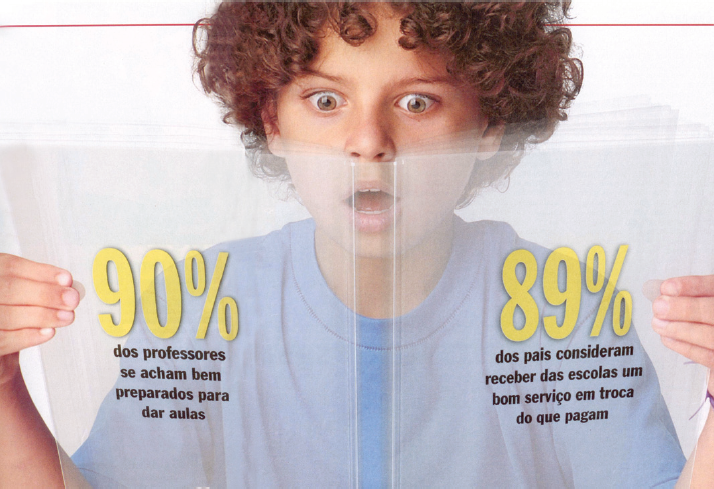 90%
dos professores
se acham bem
preparados para
dar aulas
89%
dos pais consideram
receber das escolas um
bom serviço em troca
do que pagam